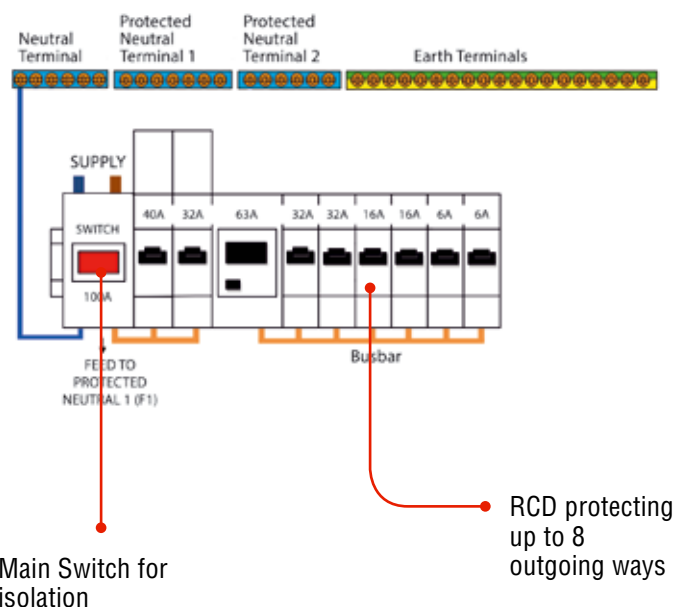 Neutral
Terminal
Protected
Neutral
Terminal 1
Protected
Neutral
Terminal 2
Earth Terminals
SUPPLY
SWITCH
100A
40A
32A
63A
32A
32A
16A
16A
6A
6A
FEED TO
PROTECTED
NEUTRAL 1 (F1)
Busbar
RCD protecting
up to 8
outgoing ways
Main Switch for
isolation